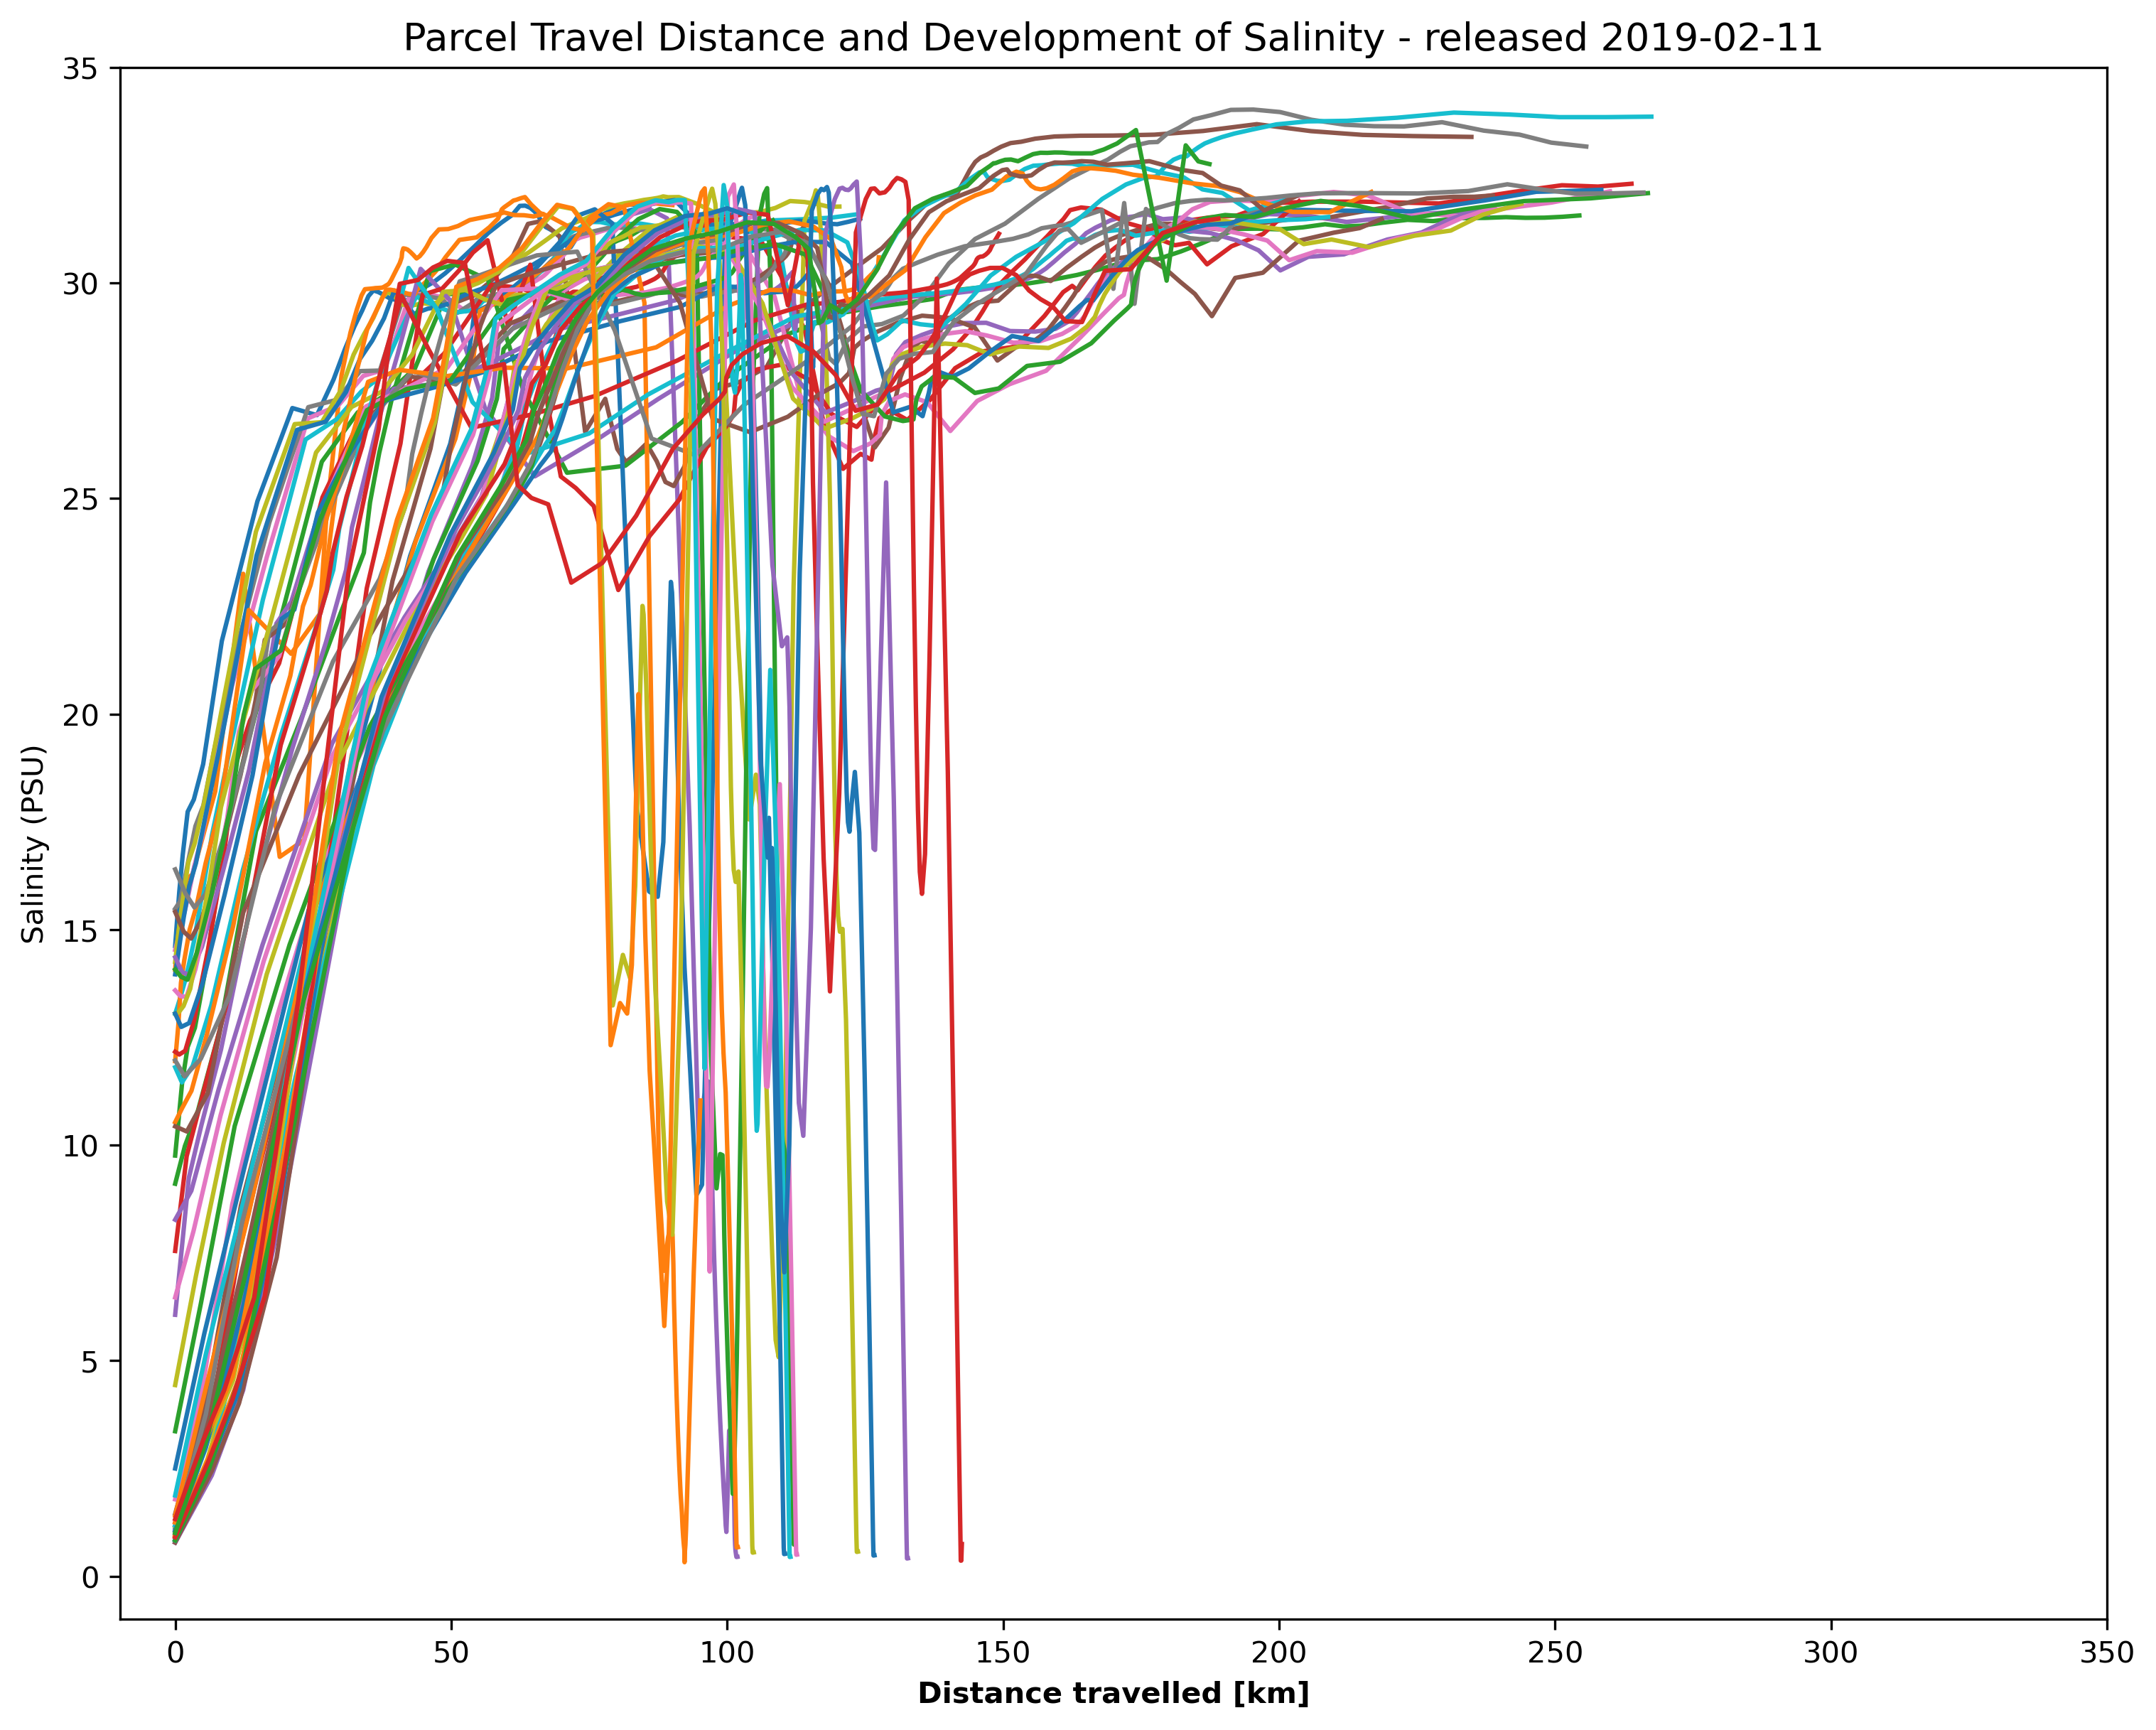 Parcel Travel Distance and Development of Salinity - released 2019-02-11
35
30
25
20
15
10
5
0
Salinity (PSU)
0 50 100 150 200 250 300 350
Distance travelled [km]